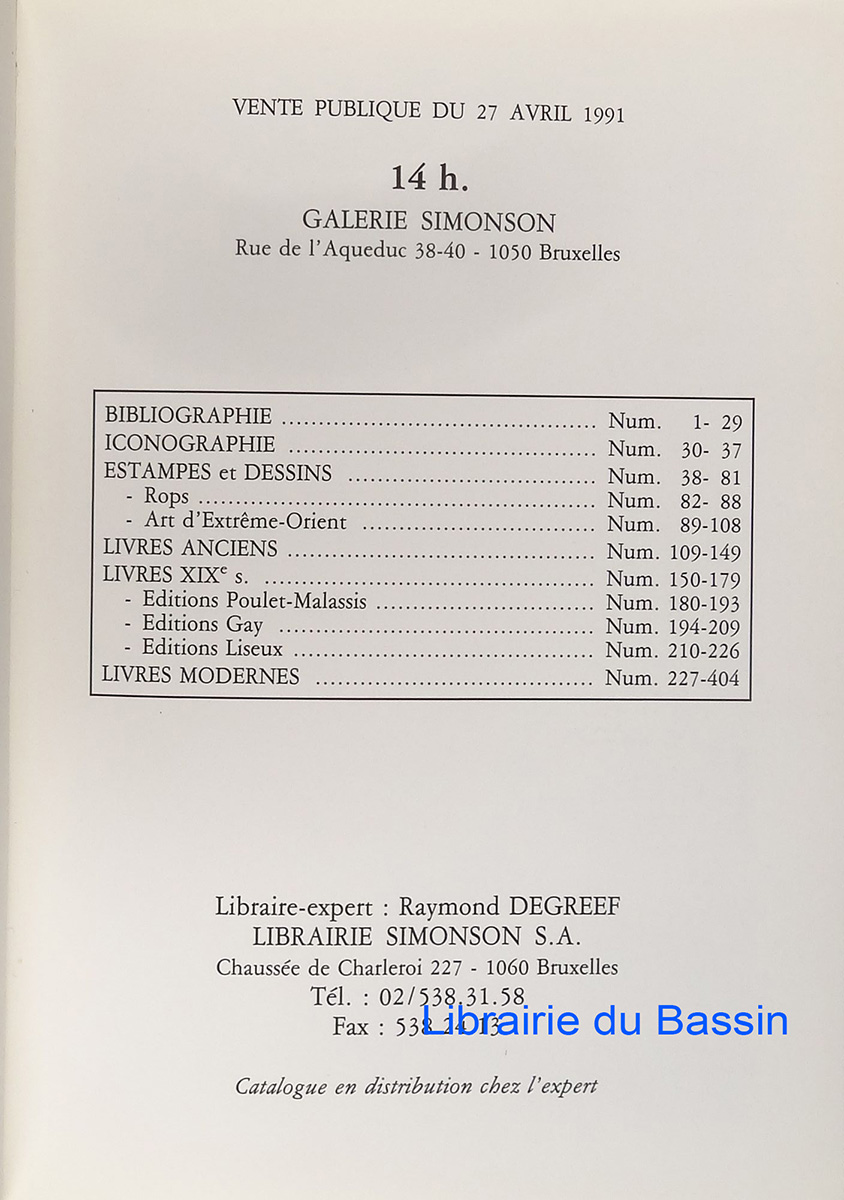 VENTE PUBLIQUE DU 27 AVRIL 1991
14 h.
GALERIE SIMONSON
Rue de l'Aqueduc 38-40 - 1050 Bruxelles
BIBLIOGRAPHIE ........................................... Num. 1- 29
ICONOGRAPHIE .......................................... Num. 30- 37
ESTAMPES et DESSINS .................................. Num. 38- 81
- Rops ...................................................... Num. 82- 88
- Art d'Extrême-Orient ................................ Num. 89-108
LIVRES ANCIENS .......................................... Num. 109-149
LIVRES XIXe s. ............................................. Num. 150-179
- Editions Poulet-Malassis .............................. Num. 180-193
- Editions Gay ........................................... Num. 194-209
- Editions Liseux ......................................... Num. 210-226
LIVRES MODERNES ...................................... Num. 227-404
Libraire-expert : Raymond DEGREEF
LIBRAIRIE SIMONSON S.A.
Chaussée de Charleroi 227 - 1060 Bruxelles
Tél. : 02/538.31.58
Fax : 538 24 13
Librairie du Bassin
Catalogue en distribution chez l'expert